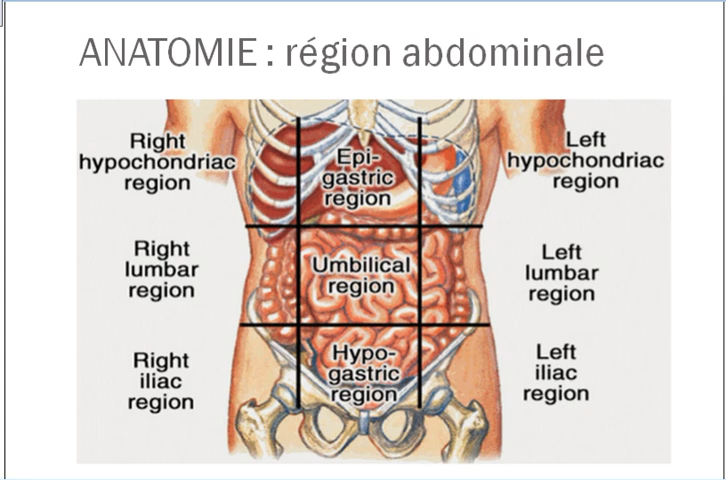 ANATOMIE : région abdominale
Right
hypochondriac
region
Epi-
gastric
region
Left
hypochondriac
region
Right
lumbar
region
Umbilical
region
Left
lumbar
region
Right
iliac
region
Hypo-
gastric
region
Left
iliac
region